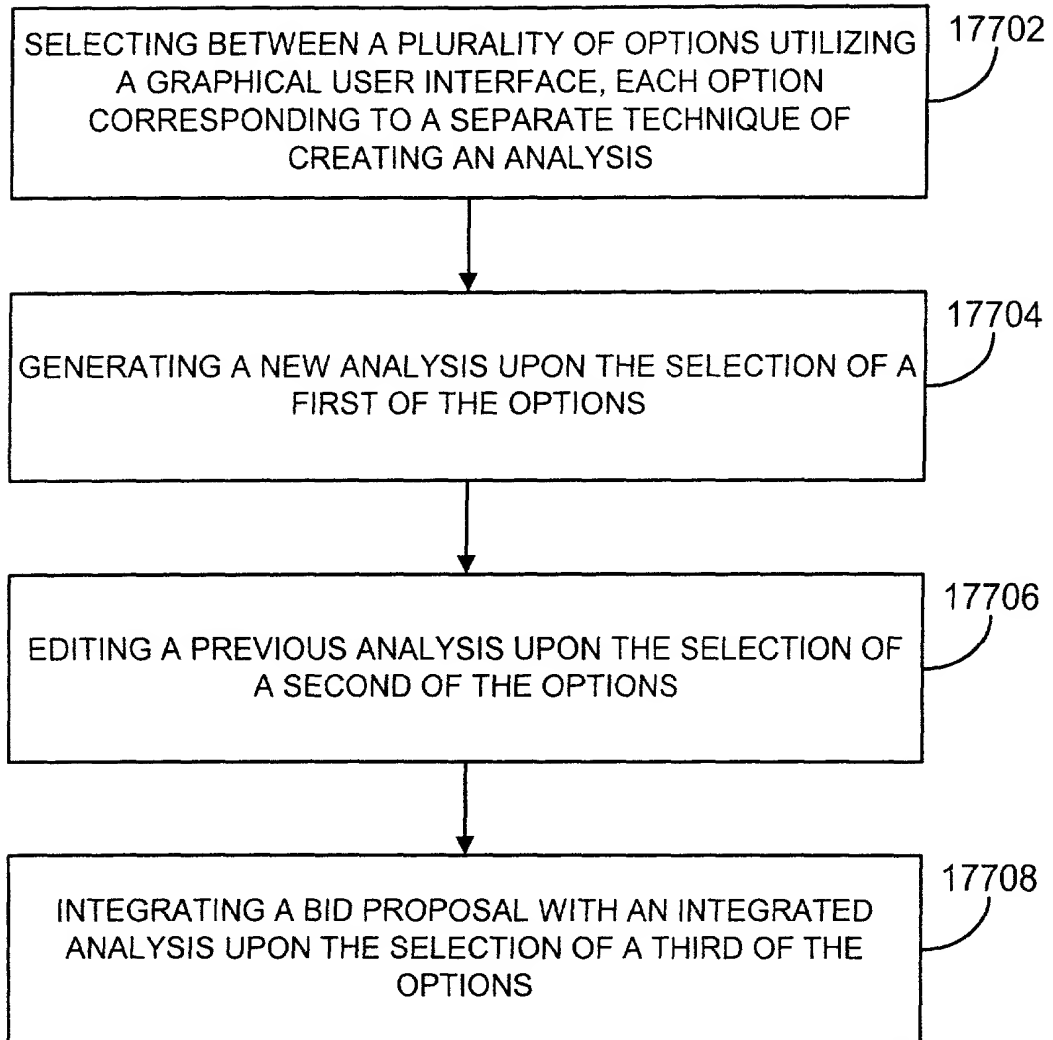 SELECTING BETWEEN A PLURALITY OF OPTIONS UTILIZING
A GRAPHICAL USER INTERFACE, EACH OPTION
CORRESPONDING TO A SEPARATE TECHNIQUE OF
CREATING AN ANALYSIS
17702
GENERATING A NEW ANALYSIS UPON THE SELECTION OF A
FIRST OF THE OPTIONS
17704
EDITING A PREVIOUS ANALYSIS UPON THE SELECTION OF
A SECOND OF THE OPTIONS
17706
INTEGRATING A BID PROPOSAL WITH AN INTEGRATED
ANALYSIS UPON THE SELECTION OF A THIRD OF THE
OPTIONS
17708